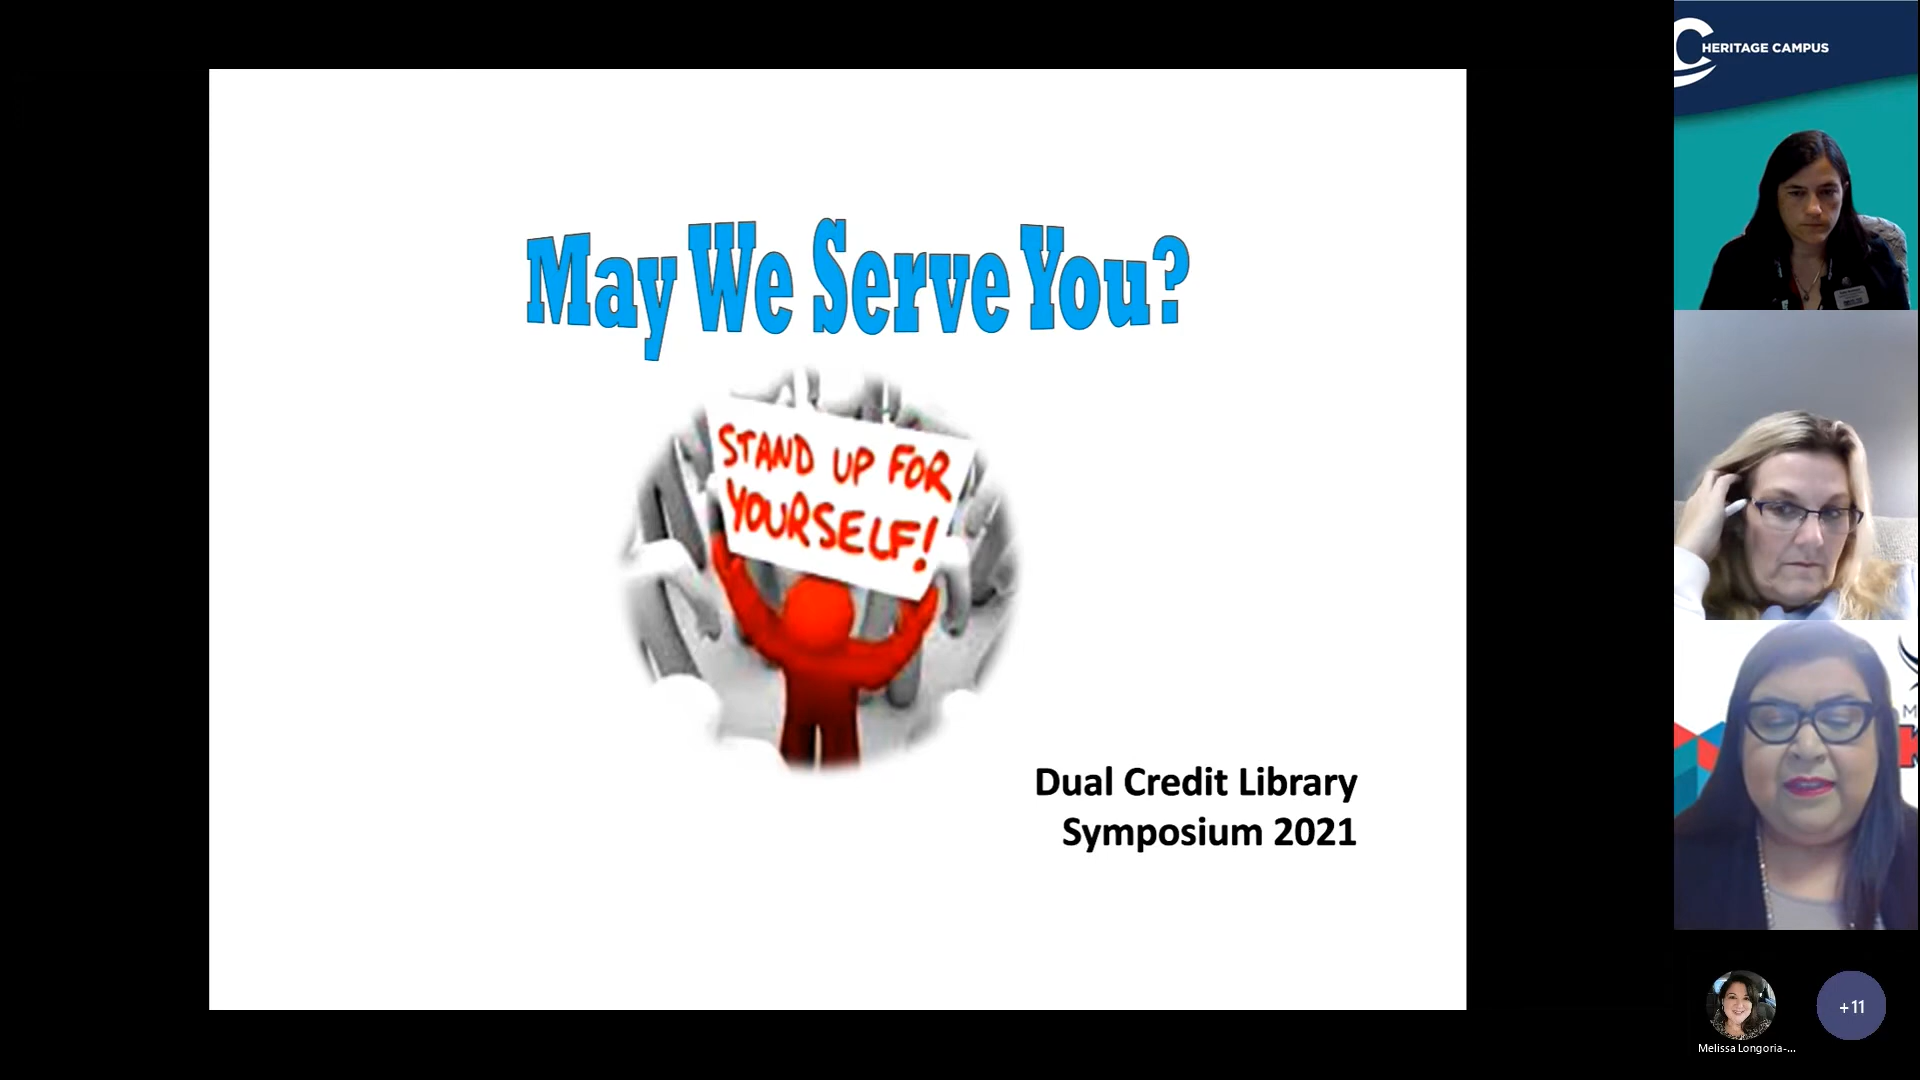 HERITAGE CAMPUS
May We Serve You?
STAND UP FOR
YOURSELF!
Dual Credit Library
Symposium 2021
+11
Melissa Longoria-...